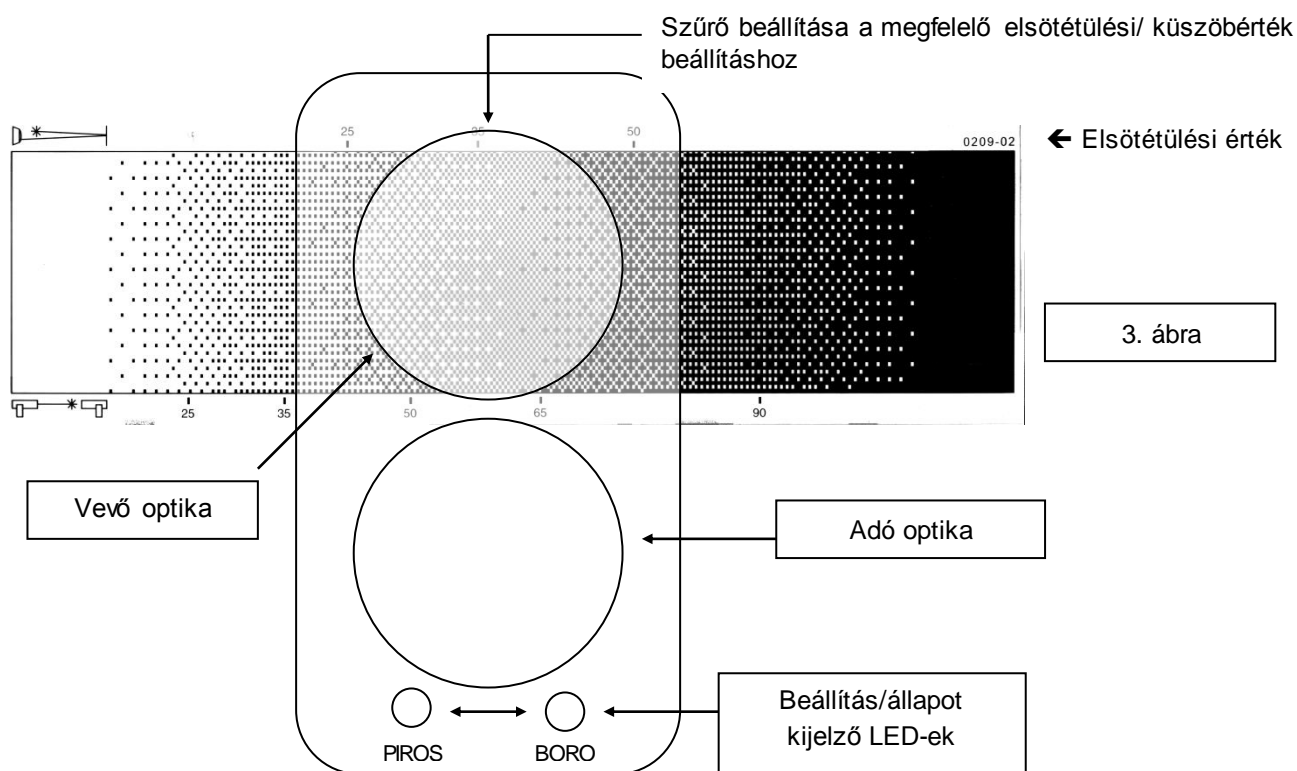 Szűrő beállítása a megfelelő elsötétülési/ küszöbérték
beállításhoz
25 35 50
0209-02
← Elsötétülési érték
3. ábra
25 35 50 65 90
Vevő optika
Adó optika
Beállítás/állapot
kijelző LED-ek
PIROS BORO